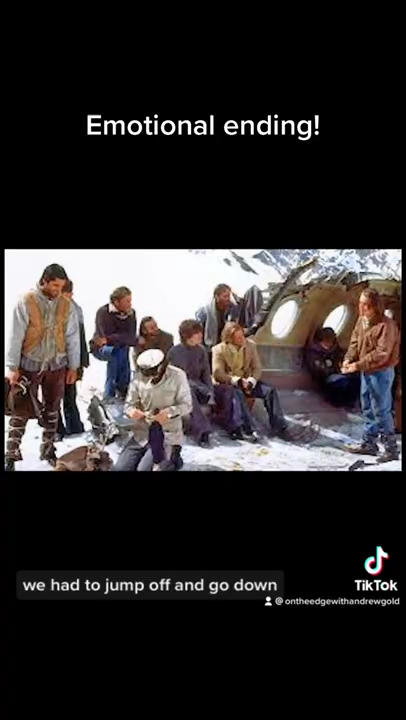 Emotional ending!
we had to jump off and go down
TikTok
@ontheedgewithandrewgold